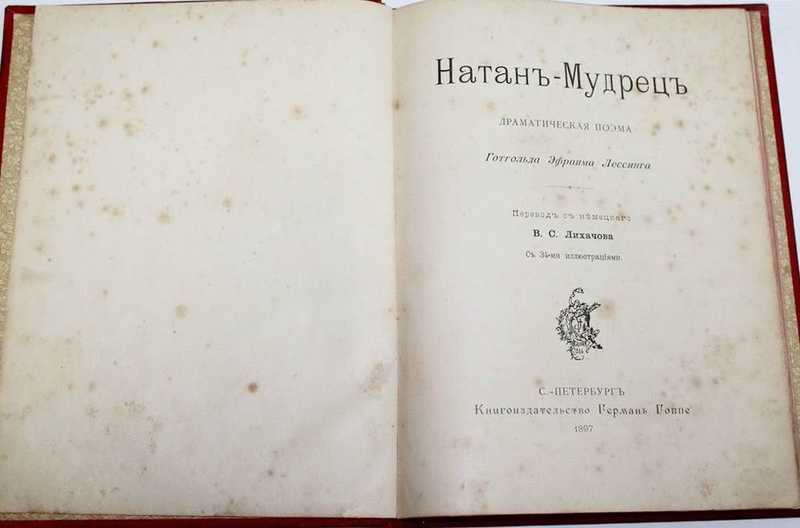 Натанъ-Мудрецъ
ДРАМАТИЧЕСКАЯ ПОЭМА
Готгольда Эфраима Лессинга
Переводъ съ нѣмецкаго
В. С. Лихачова
Съ 34-мя иллюстраціями.
С.-ПЕТЕРБУРГЪ
Книгоиздательство Германъ Гоппе
1897